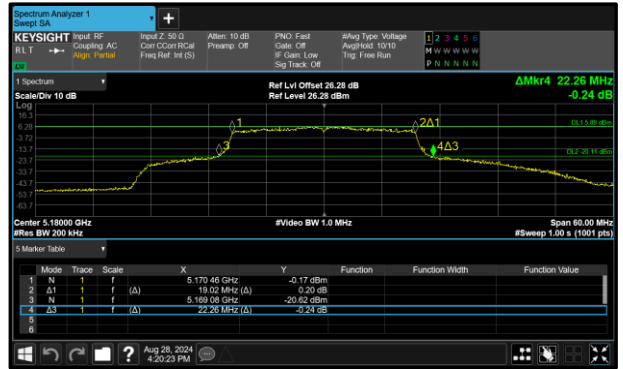 Spectrum Analyzer 1
Swept SA
+
KEYSIGHT Input: RF Input Z: 50 Ω Atten: 10 dB PNO: Fast #Avg Type: Voltage 1 2 3 4 5 6
RLT Coupling: AC Corr CCorr RCal Preamp: Off Gate: Off Avg|Hold: 10/10 M W W W W W
Align: Partial Freq Ref: Int (S) IF Gain: Low Trig: Free Run P N N N N N
Sig Track: Off
LXI
1 Spectrum Ref Lvl Offset 26.28 dB ΔMkr4 22.26 MHz
Scale/Div 10 dB Ref Level 26.28 dBm -0.24 dB
Log
16.3
6.28 1 2Δ1 DL1 5.89 dBm
-3.72
-13.7 3 4Δ3
-23.7 DL2 -20.11 dBm
-33.7
-43.7
-53.7
-63.7
Center 5.18000 GHz #Video BW 1.0 MHz Span 60.00 MHz
#Res BW 200 kHz #Sweep 1.00 s (1001 pts)
5 Marker Table
Mode Trace Scale X Y Function Function Width Function Value
1 N 1 f 5.170 46 GHz -0.17 dBm
2 Δ1 1 f (Δ) 19.02 MHz (Δ) 0.20 dB
3 N 1 f 5.169 08 GHz -20.62 dBm
4 Δ3 1 f (Δ) 22.26 MHz (Δ) -0.24 dB
5
6
? Aug 28, 2024
4:20:23 PM